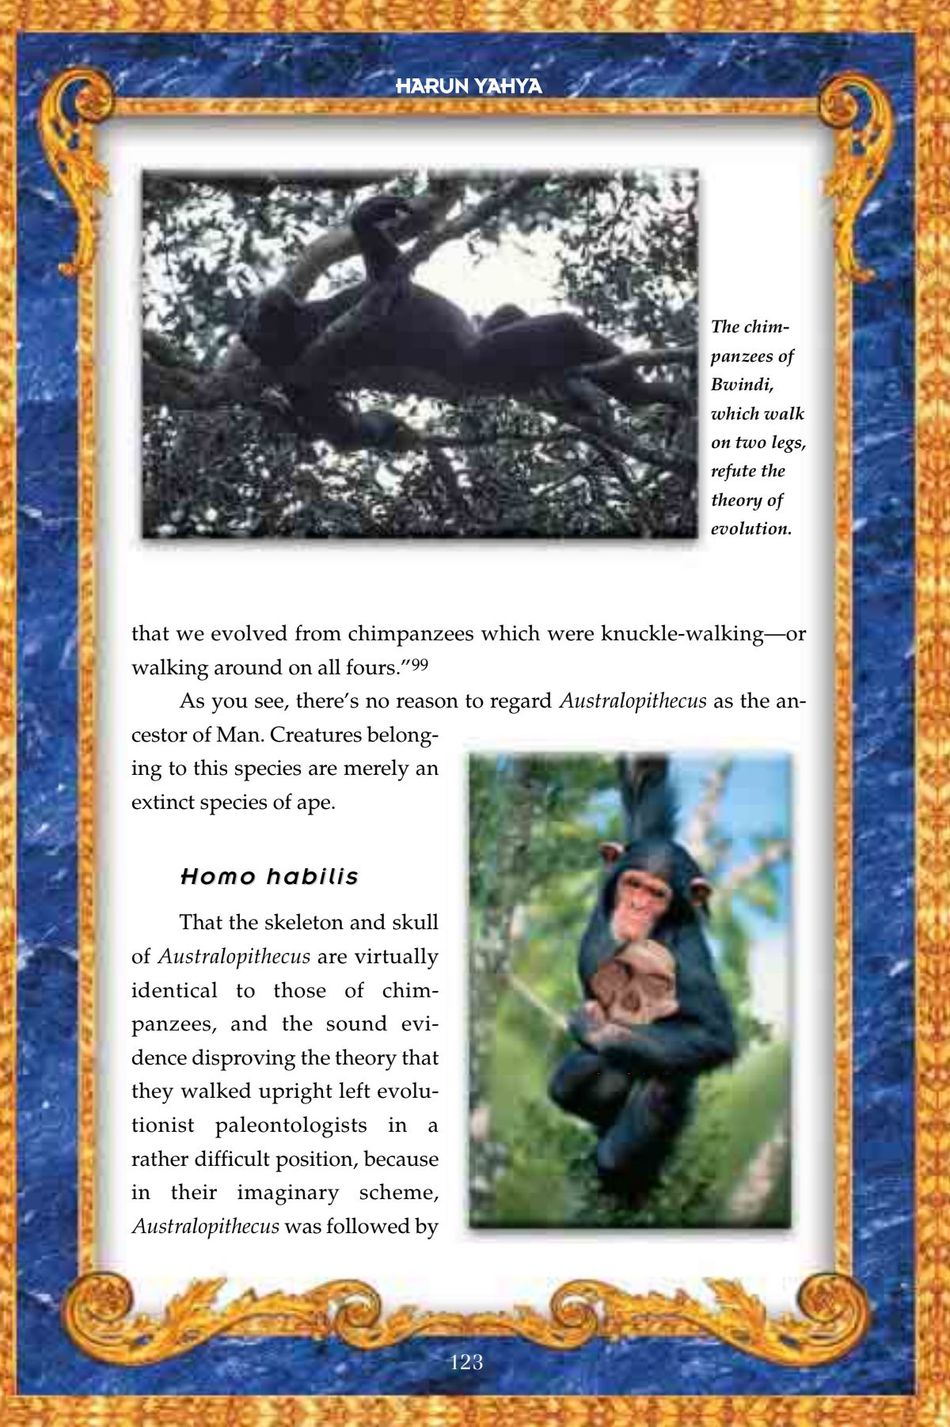 HARUN YAHYA
The chim-
panzees of
Bwindi,
which walk
on two legs,
refute the
theory of
evolution.
that we evolved from chimpanzees which were knuckle-walking—or
walking around on all fours."99
As you see, there's no reason to regard Australopithecus as the an-
cestor of Man. Creatures belong-
ing to this species are merely an
extinct species of ape.
Homo habilis
That the skeleton and skull
of Australopithecus are virtually
identical to those of chim-
panzees, and the sound evi-
dence disproving the theory that
they walked upright left evolu-
tionist paleontologists in a
rather difficult position, because
in their imaginary scheme,
Australopithecus was followed by
123